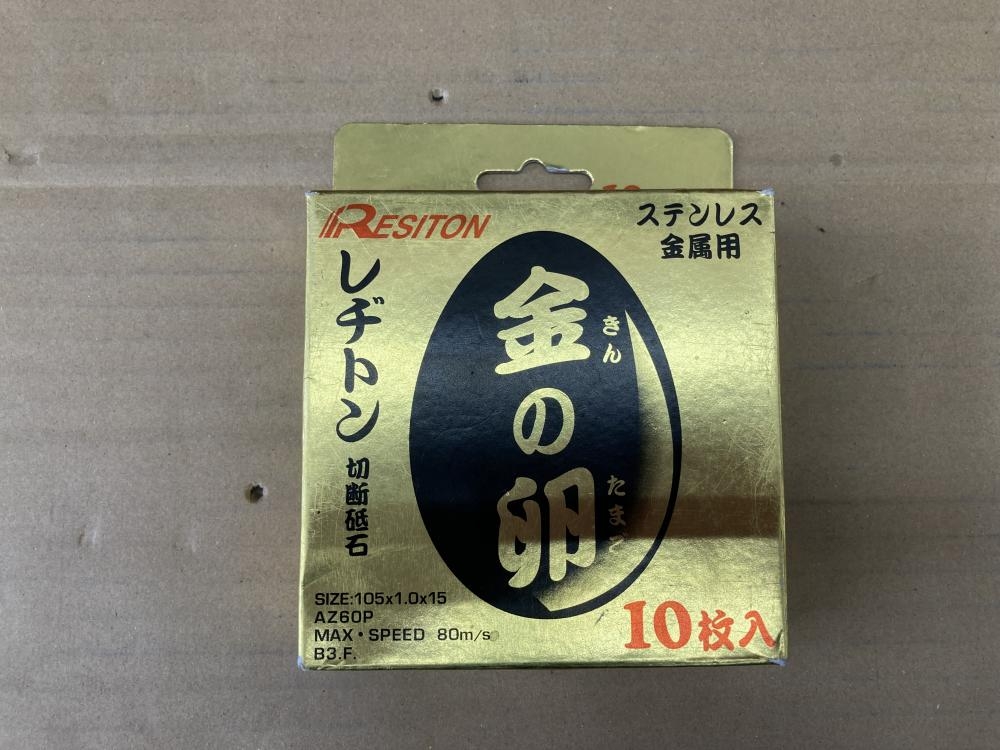 RESITON
ステンレス
金属用
レヂトン
切断砥石
金の卵
きん
たまご
SIZE:105x1.0x15
AZ60P
MAX・SPEED 80m/s
B3.F.
10枚入